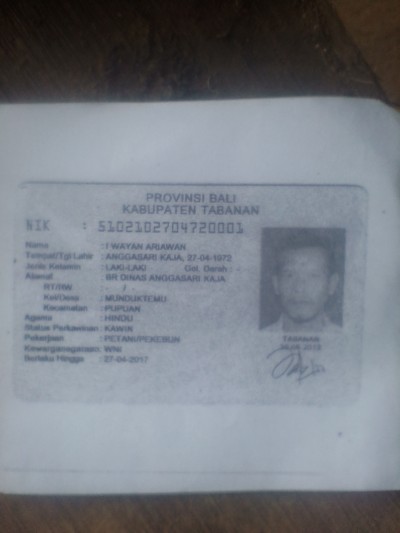 PROVINSI BALI
KABUPATEN TABANAN
NIK : 5102102704720001
Nama : I WAYAN ARIAWAN
Tempat/Tgl Lahir : ANGGASARI KAJA, 27-04-1972
Jenis Kelamin : LAKI-LAKI Gol. Darah : -
Alamat : BR DINAS ANGGASARI KAJA
RT/RW : - / -
Kel/Desa : MUNDUKTEMU
Kecamatan : PUPUAN
Agama : HINDU
Status Perkawinan : KAWIN
Pekerjaan : PETANI/PEKEBUN
Kewarganegaraan : WNI
Berlaku Hingga : 27-04-2017
TABANAN